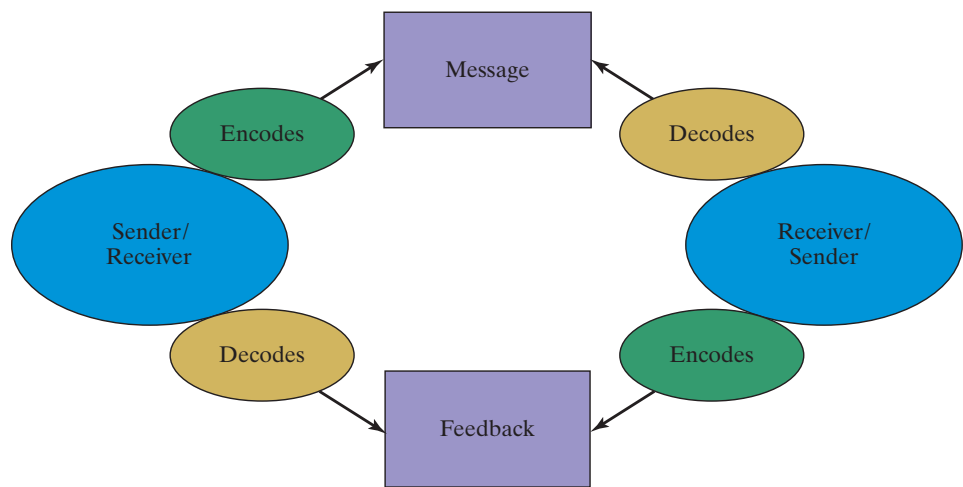 Message
Encodes
Decodes
Sender/
Receiver
Receiver/
Sender
Decodes
Encodes
Feedback